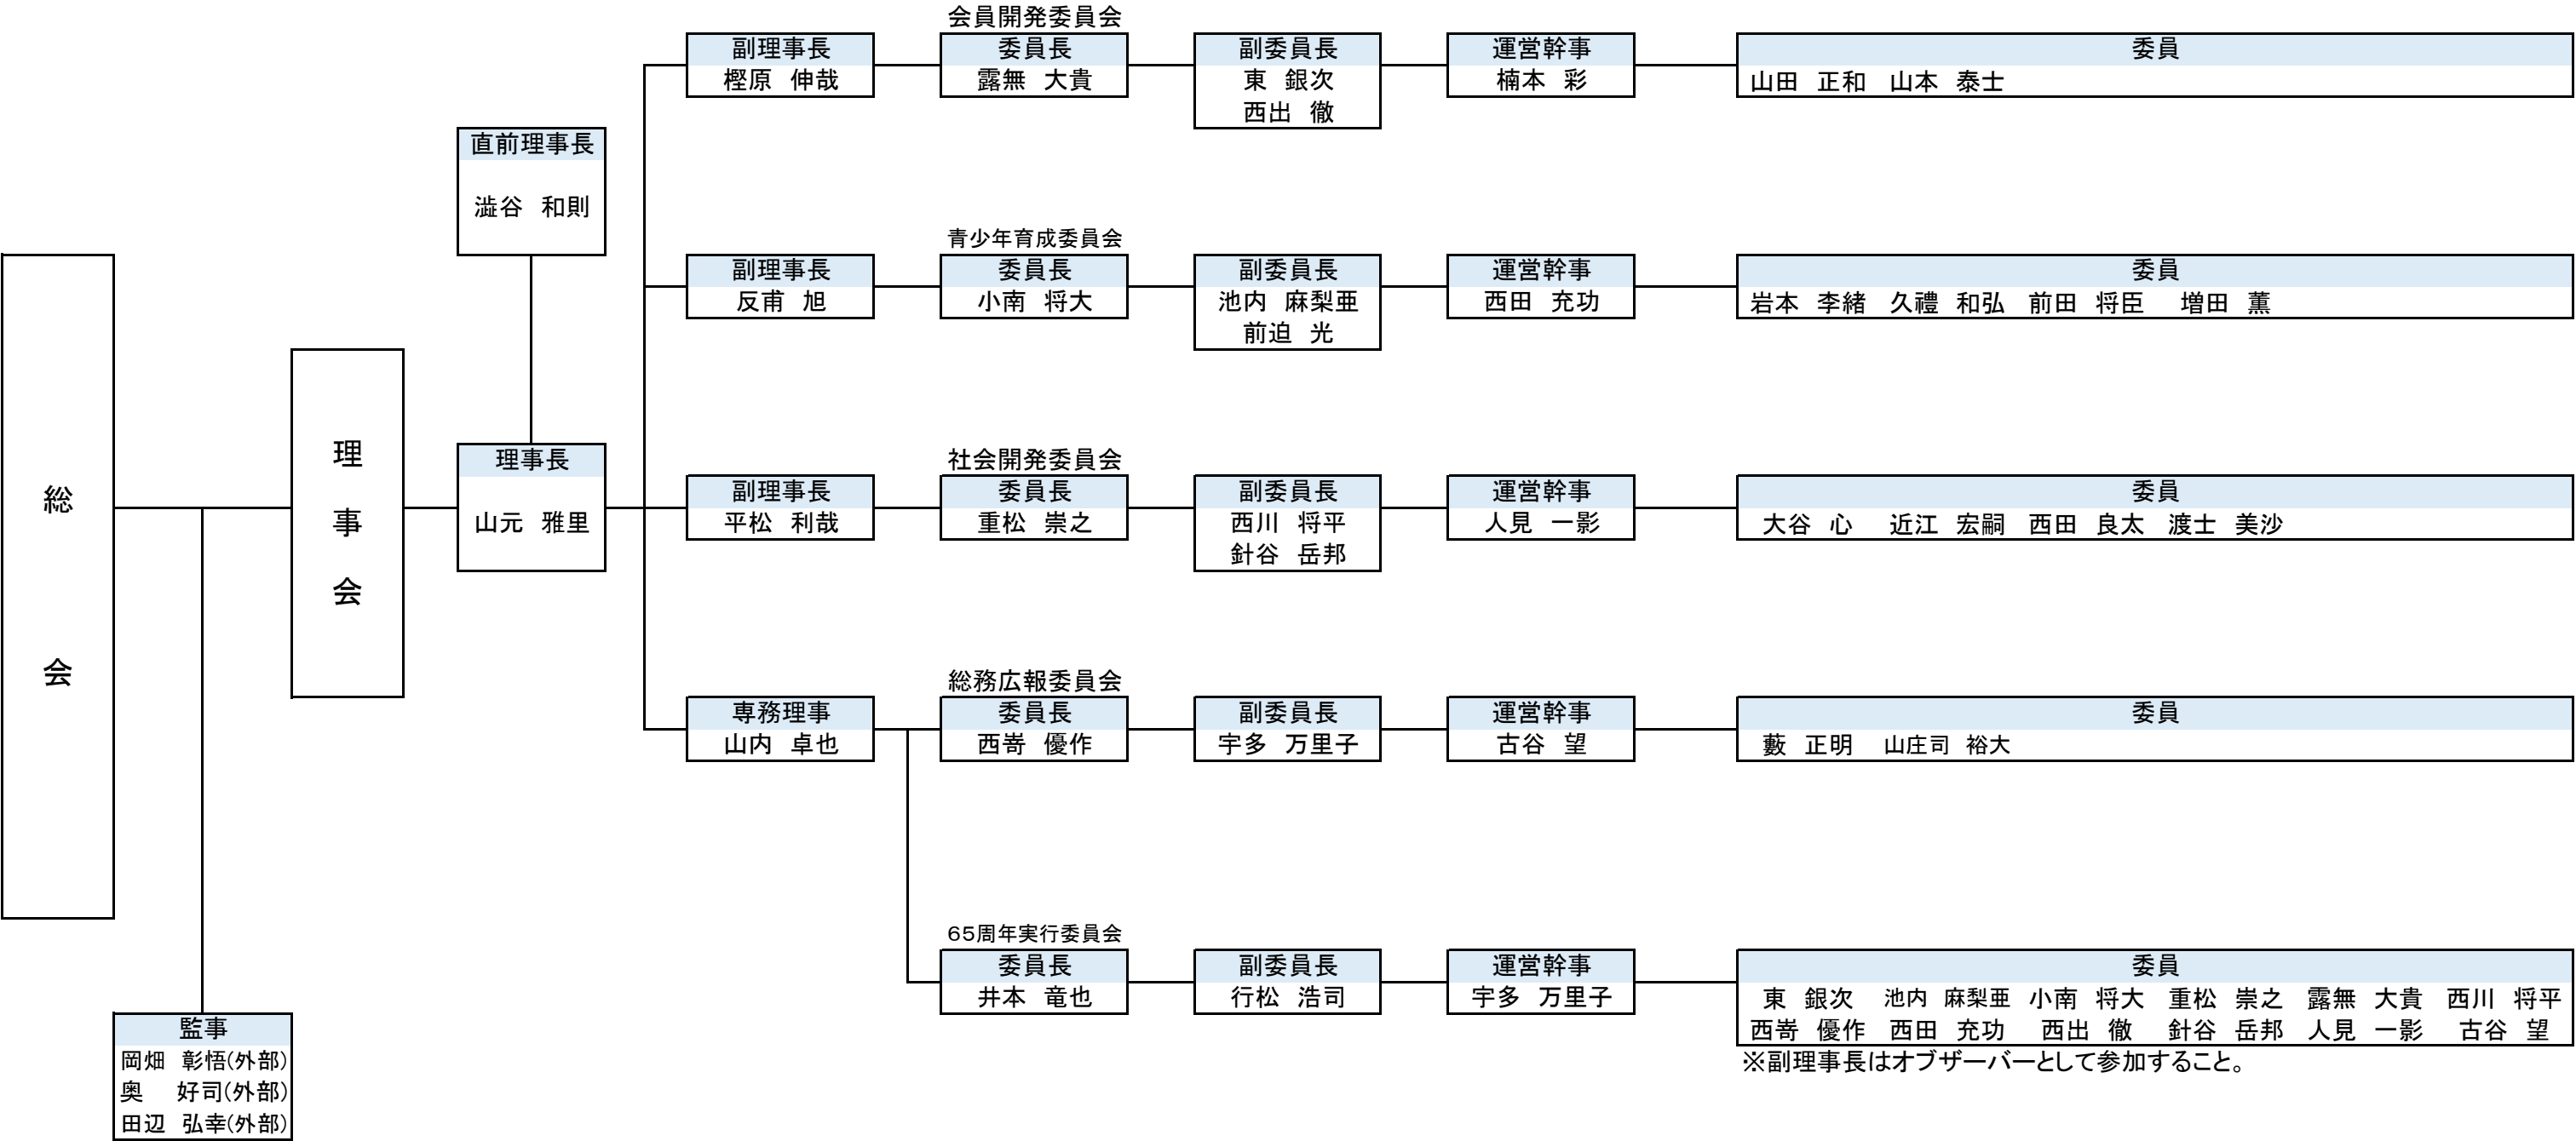 会員開発委員会
副理事長
樫原 伸哉
委員長
露無 大貴
副委員長
東 銀次
西出 徹
運営幹事
楠本 彩
委員
山田 正和 山本 泰士
直前理事長
澁谷 和則
青少年育成委員会
副理事長
反甫 旭
委員長
小南 将大
副委員長
池内 麻梨亜
前迫 光
運営幹事
西田 充功
委員
岩本 李緒 久禮 和弘 前田 将臣 増田 薫
総会
理事会
理事長
山元 雅里
社会開発委員会
副理事長
平松 利哉
委員長
重松 崇之
副委員長
西川 将平
針谷 岳邦
運営幹事
人見 一影
委員
大谷 心 近江 宏嗣 西田 良太 渡士 美沙
総務広報委員会
専務理事
山内 卓也
委員長
西嵜 優作
副委員長
宇多 万里子
運営幹事
古谷 望
委員
藪 正明 山庄司 裕大
65周年実行委員会
委員長
井本 竜也
副委員長
行松 浩司
運営幹事
宇多 万里子
委員
東 銀次 池内 麻梨亜 小南 将大 重松 崇之 露無 大貴 西川 将平
西嵜 優作 西田 充功 西出 徹 針谷 岳邦 人見 一影 古谷 望
※副理事長はオブザーバーとして参加すること。
監事
岡畑 彰悟(外部)
奥 好司(外部)
田辺 弘幸(外部)